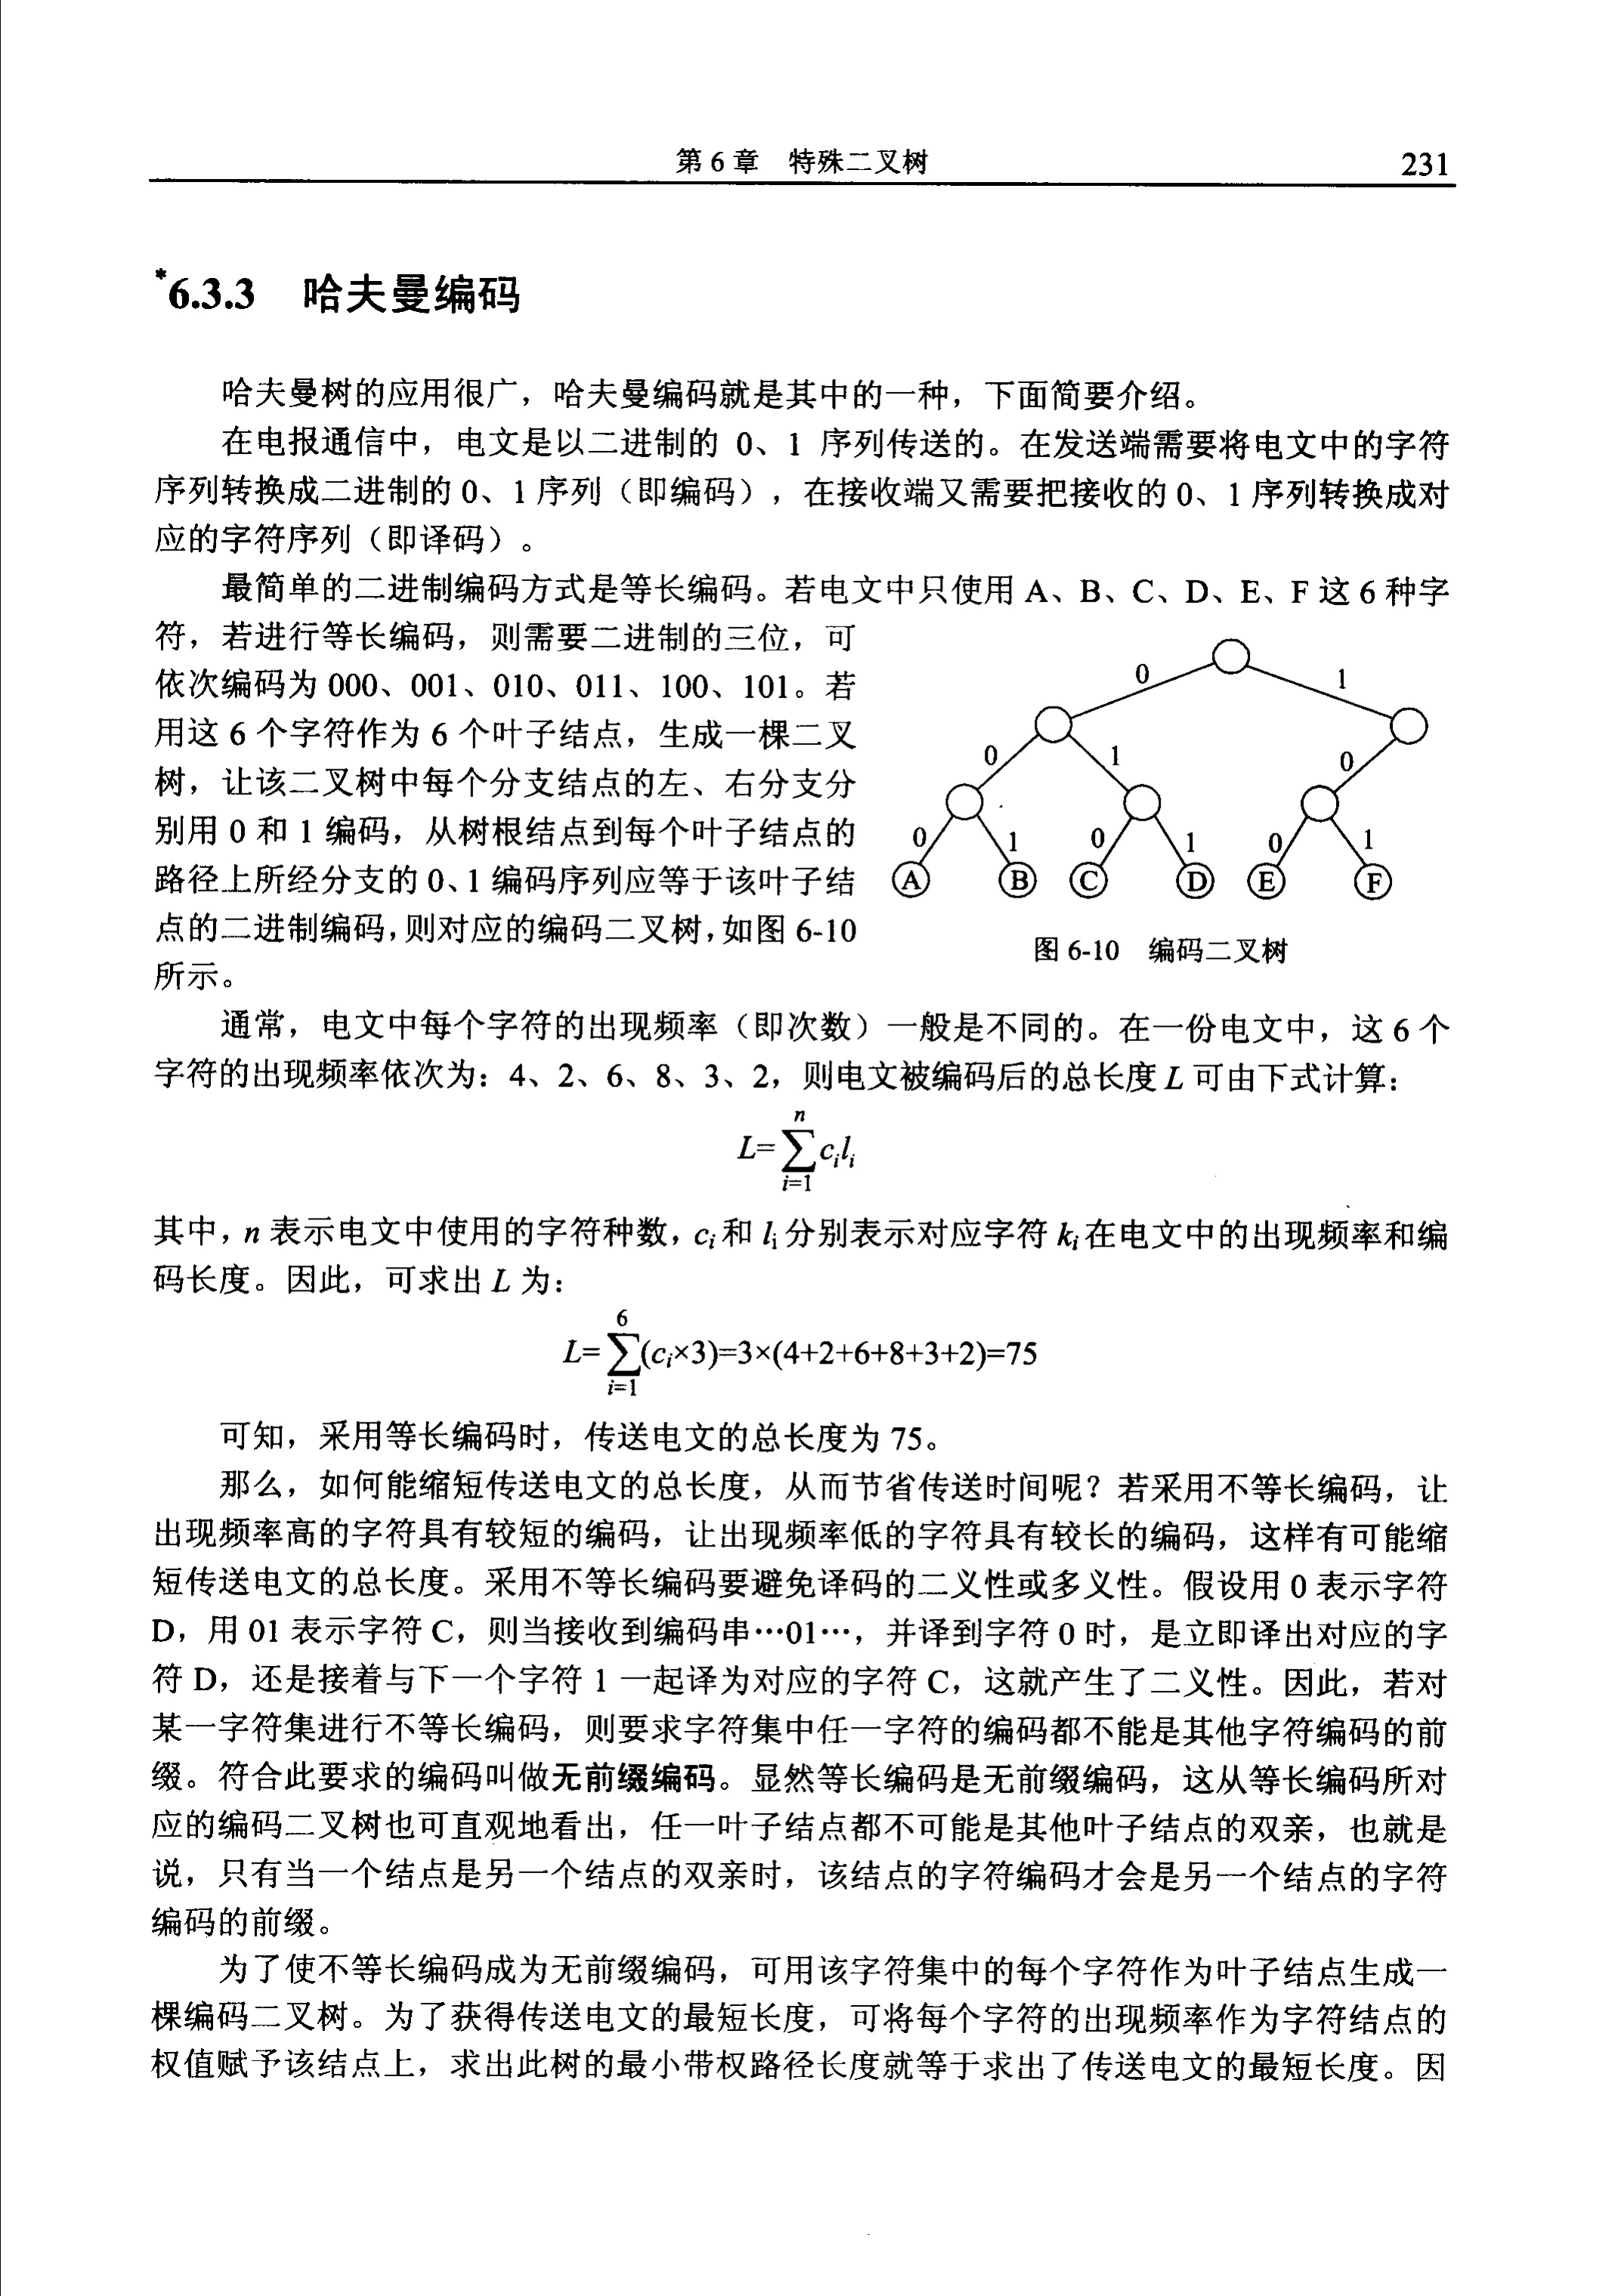 第 6 章 特殊二叉树 231
*6.3.3 哈夫曼编码
哈夫曼树的应用很广，哈夫曼编码就是其中的一种，下面简要介绍。
在电报通信中，电文是以二进制的 0、1 序列传送的。在发送端需要将电文中的字符
序列转换成二进制的 0、1 序列（即编码），在接收端又需要把接收的 0、1 序列转换成对
应的字符序列（即译码）。
最简单的二进制编码方式是等长编码。若电文中只使用 A、B、C、D、E、F 这 6 种字
符，若进行等长编码，则需要二进制的三位，可
依次编码为 000、001、010、011、100、101。若
用这 6 个字符作为 6 个叶子结点，生成一棵二叉
树，让该二叉树中每个分支结点的左、右分支分
别用 0 和 1 编码，从树根结点到每个叶子结点的
路径上所经分支的 0、1 编码序列应等于该叶子结
点的二进制编码，则对应的编码二叉树，如图 6-10
所示。
0 1
0 1 0
0 1 0 1 0 1
A B C D E F
图 6-10 编码二叉树
通常，电文中每个字符的出现频率（即次数）一般是不同的。在一份电文中，这 6 个
字符的出现频率依次为：4、2、6、8、3、2，则电文被编码后的总长度 L 可由下式计算：
n
L=∑cᵢlᵢ
i=1
其中，n 表示电文中使用的字符种数，cᵢ和 lᵢ分别表示对应字符 kᵢ在电文中的出现频率和编
码长度。因此，可求出 L 为：
6
L=∑(cᵢ×3)=3×(4+2+6+8+3+2)=75
i=1
可知，采用等长编码时，传送电文的总长度为 75。
那么，如何能缩短传送电文的总长度，从而节省传送时间呢？若采用不等长编码，让
出现频率高的字符具有较短的编码，让出现频率低的字符具有较长的编码，这样有可能缩
短传送电文的总长度。采用不等长编码要避免译码的二义性或多义性。假设用 0 表示字符
D，用 01 表示字符 C，则当接收到编码串…01…，并译到字符 0 时，是立即译出对应的字
符 D，还是接着与下一个字符 1 一起译为对应的字符 C，这就产生了二义性。因此，若对
某一字符集进行不等长编码，则要求字符集中任一字符的编码都不能是其他字符编码的前
缀。符合此要求的编码叫做无前缀编码。显然等长编码是无前缀编码，这从等长编码所对
应的编码二叉树也可直观地看出，任一叶子结点都不可能是其他叶子结点的双亲，也就是
说，只有当一个结点是另一个结点的双亲时，该结点的字符编码才会是另一个结点的字符
编码的前缀。
为了使不等长编码成为无前缀编码，可用该字符集中的每个字符作为叶子结点生成一
棵编码二叉树。为了获得传送电文的最短长度，可将每个字符的出现频率作为字符结点的
权值赋予该结点上，求出此树的最小带权路径长度就等于求出了传送电文的最短长度。因